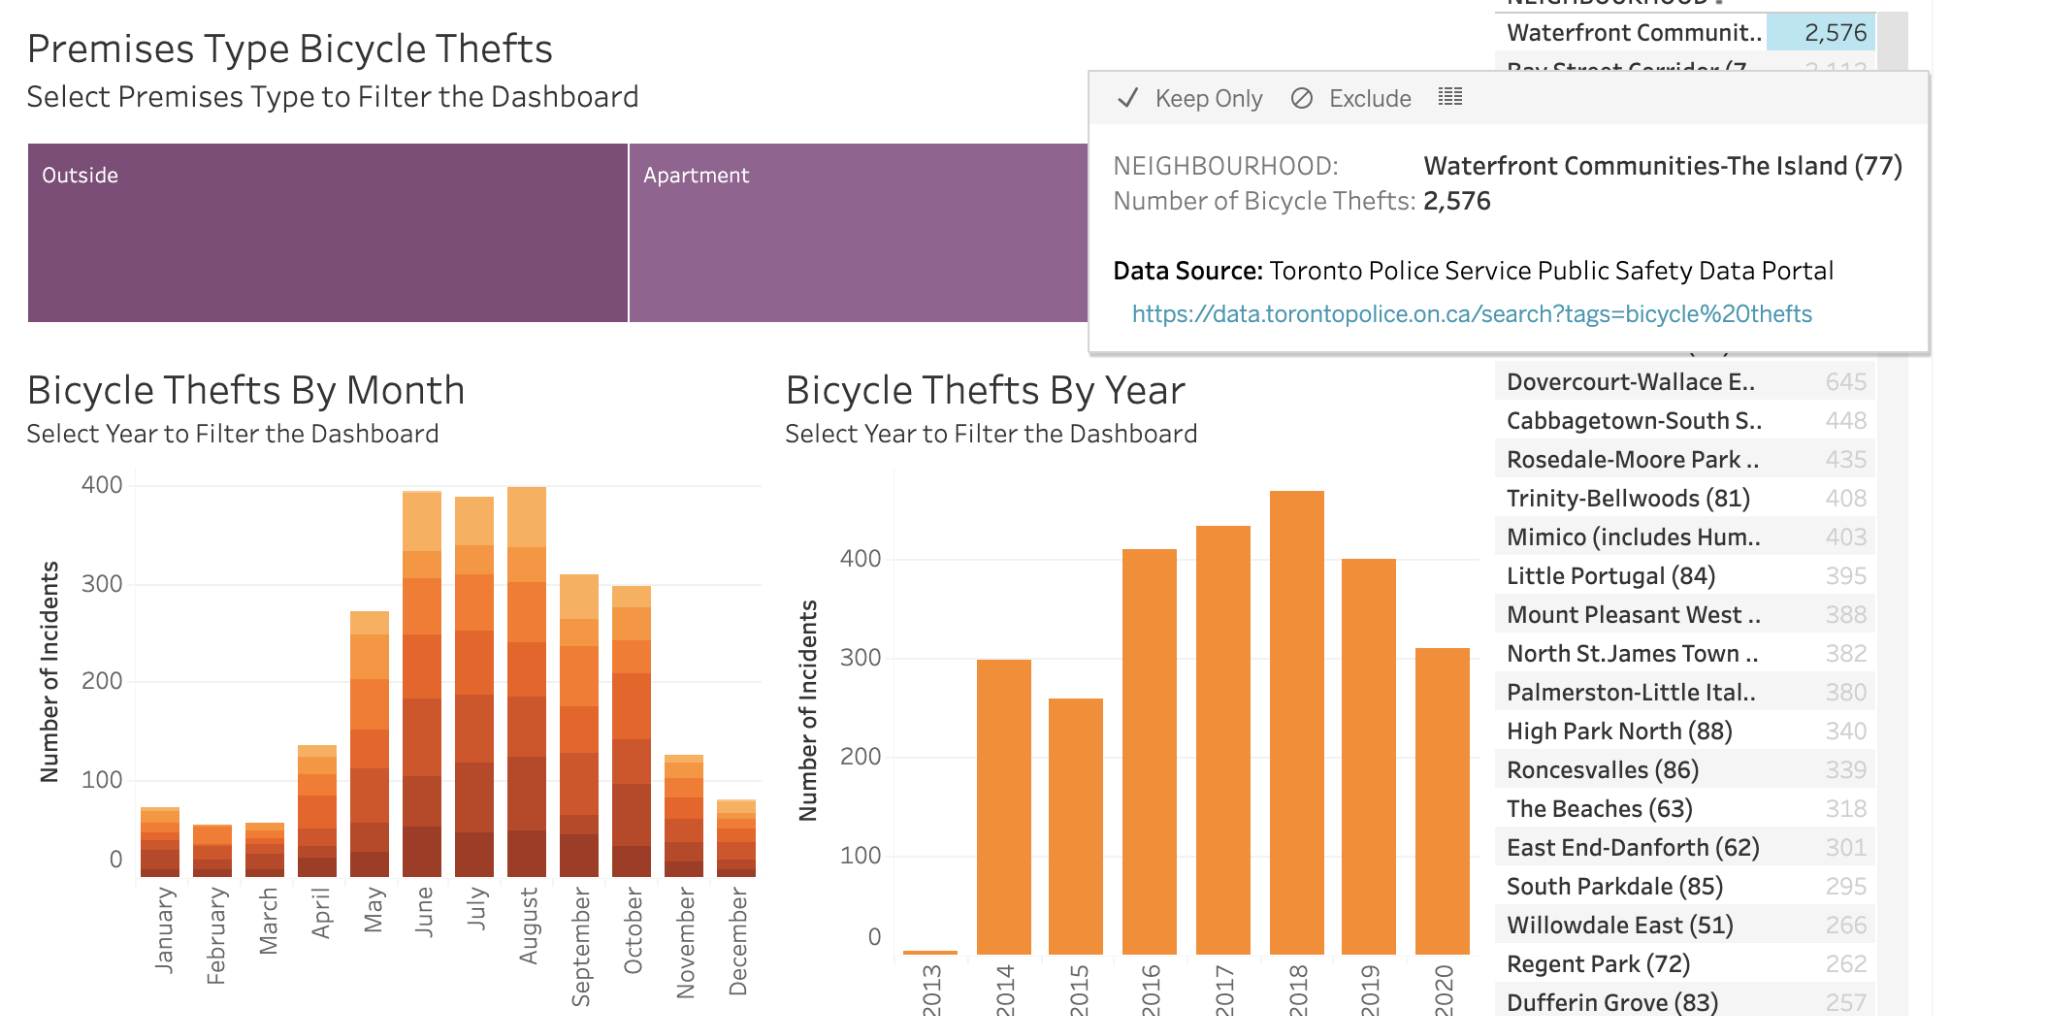 NEIGHBOURHOOD
Premises Type Bicycle Thefts
Select Premises Type to Filter the Dashboard
Outside
Apartment
Waterfront Communit.. 2,576
Bay Street Corridor (7.. 2,113
Keep Only Exclude
NEIGHBOURHOOD: Waterfront Communities-The Island (77)
Number of Bicycle Thefts: 2,576
Data Source: Toronto Police Service Public Safety Data Portal
https://data.torontopolice.on.ca/search?tags=bicycle%20thefts
Bicycle Thefts By Month
Select Year to Filter the Dashboard
Number of Incidents
400
300
200
100
0
January
February
March
April
May
June
July
August
September
October
November
December
Bicycle Thefts By Year
Select Year to Filter the Dashboard
Number of Incidents
400
300
200
100
0
2013
2014
2015
2016
2017
2018
2019
2020
Dovercourt-Wallace E.. 645
Cabbagetown-South S.. 448
Rosedale-Moore Park .. 435
Trinity-Bellwoods (81) 408
Mimico (includes Hum.. 403
Little Portugal (84) 395
Mount Pleasant West .. 388
North St.James Town .. 382
Palmerston-Little Ital.. 380
High Park North (88) 340
Roncesvalles (86) 339
The Beaches (63) 318
East End-Danforth (62) 301
South Parkdale (85) 295
Willowdale East (51) 266
Regent Park (72) 262
Dufferin Grove (83) 257